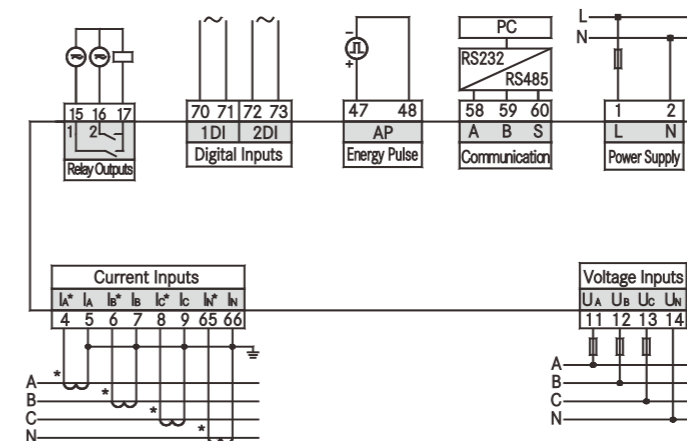 PC
RS232
RS485
L
N
15 16 17
1 2
Relay Outputs
70 71 72 73
1DI 2DI
Digital Inputs
- +
47 48
AP
Energy Pulse
58 59 60
A B S
Communication
1 2
L N
Power Supply
Current Inputs
IA* IA IB* IB IC* IC IN* IN
4 5 6 7 8 9 65 66
* * * *
A
B
C
N
Voltage Inputs
UA UB UC UN
11 12 13 14
A
B
C
N